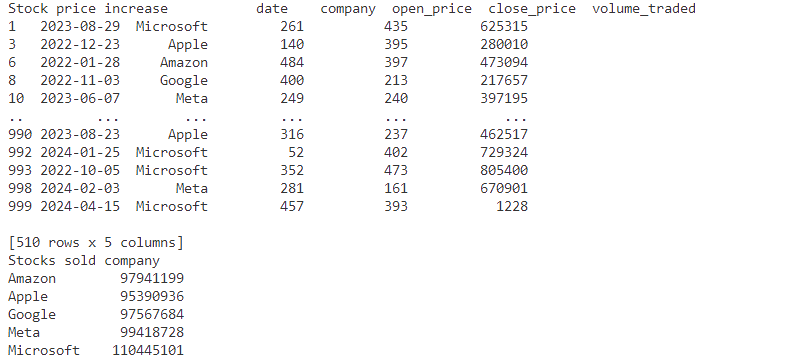 Stock price increase date company open_price close_price volume_traded
1 2023-08-29 Microsoft 261 435 625315
3 2022-12-23 Apple 140 395 280010
6 2022-01-28 Amazon 484 397 473094
8 2022-11-03 Google 400 213 217657
10 2023-06-07 Meta 249 240 397195
.. ... ... ... ... ...
990 2023-08-23 Apple 316 237 462517
992 2024-01-25 Microsoft 52 402 729324
993 2022-10-05 Microsoft 352 473 805400
998 2024-02-03 Meta 281 161 670901
999 2024-04-15 Microsoft 457 393 1228
[510 rows x 5 columns]
Stocks sold company
Amazon 97941199
Apple 95390936
Google 97567684
Meta 99418728
Microsoft 110445101